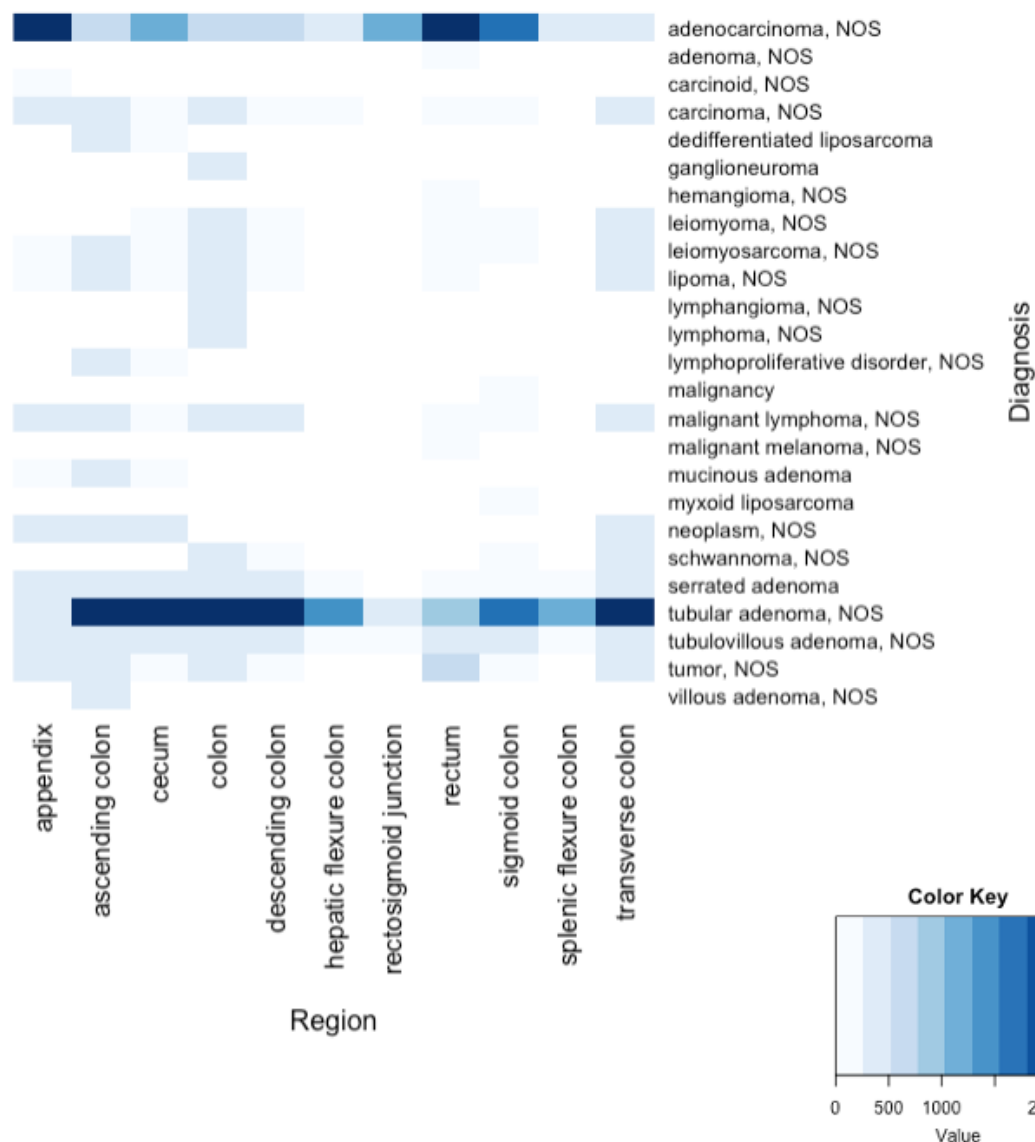 adenocarcinoma, NOS
adenoma, NOS
carcinoid, NOS
carcinoma, NOS
dedifferentiated liposarcoma
ganglioneuroma
hemangioma, NOS
leiomyoma, NOS
leiomyosarcoma, NOS
lipoma, NOS
lymphangioma, NOS
lymphoma, NOS
lymphoproliferative disorder, NOS
malignancy
malignant lymphoma, NOS
malignant melanoma, NOS
mucinous adenoma
myxoid liposarcoma
neoplasm, NOS
schwannoma, NOS
serrated adenoma
tubular adenoma, NOS
tubulovillous adenoma, NOS
tumor, NOS
villous adenoma, NOS
Diagnosis
appendix
ascending colon
cecum
colon
descending colon
hepatic flexure colon
rectosigmoid junction
rectum
sigmoid colon
splenic flexure colon
transverse colon
Region
Color Key
0 500 1000 2
Value